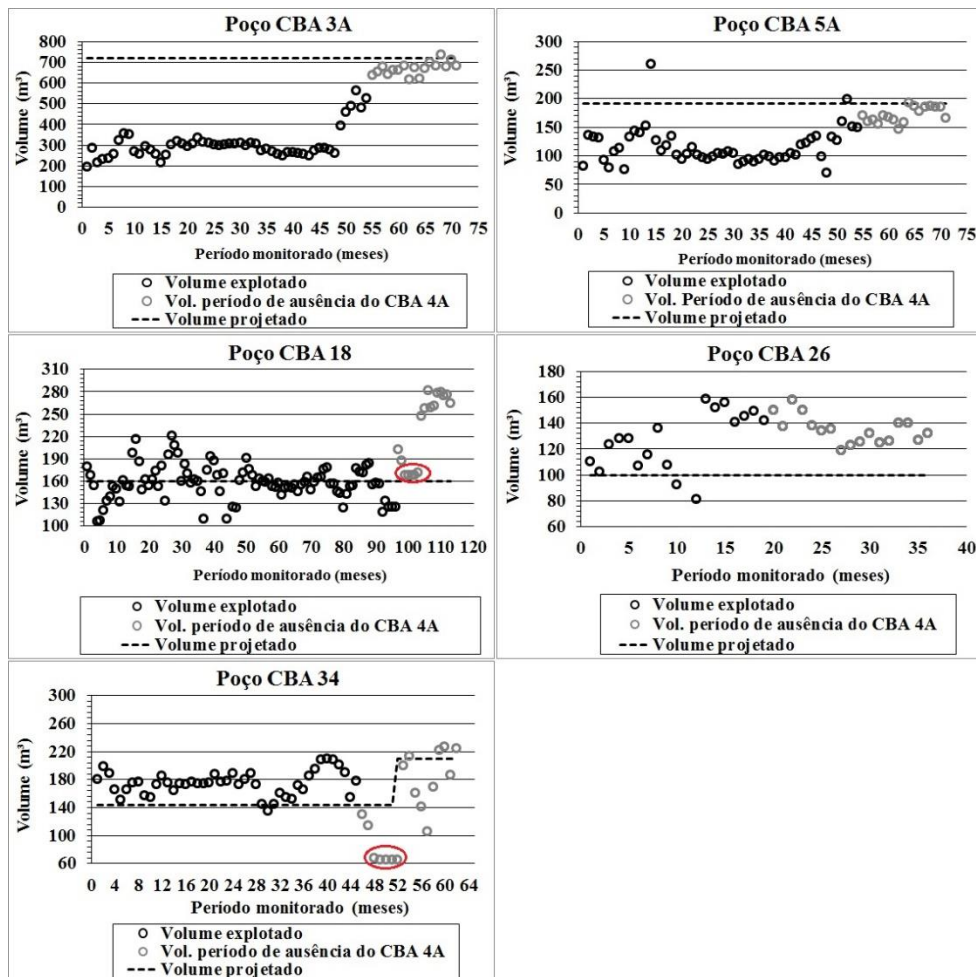 Poço CBA 3A
Volume (m³)
800
700
600
500
400
300
200
100
0
0 5 10 15 20 25 30 35 40 45 50 55 60 65 70 75
Período monitorado (meses)
Volume explotado
Vol. período de ausência do CBA 4A
Volume projetado
Poço CBA 5A
Volume (m³)
300
250
200
150
100
50
0
0 5 10 15 20 25 30 35 40 45 50 55 60 65 70 75
Período monitorado (meses)
Volume explotado
Vol. Período de ausência do CBA 4A
Volume projetado
Poço CBA 18
Volume (m³)
310
280
250
220
190
160
130
100
0 10 20 30 40 50 60 70 80 90 100 110 120
Período monitorado (meses)
Volume explotado
Vol. período de ausência do CBA 4A
Volume projetado
Poço CBA 26
Volume (m³)
180
160
140
120
100
80
60
0 5 10 15 20 25 30 35 40
Período monitorado (meses)
Volume explotado
Vol. período de ausência do CBA 4A
Volume projetado
Poço CBA 34
Volume (m³)
300
260
220
180
140
100
60
0 4 8 12 16 20 24 28 32 36 40 44 48 52 56 60 64
Período monitorado (meses)
Volume explotado
Vol. período de ausência do CBA 4A
Volume projetado